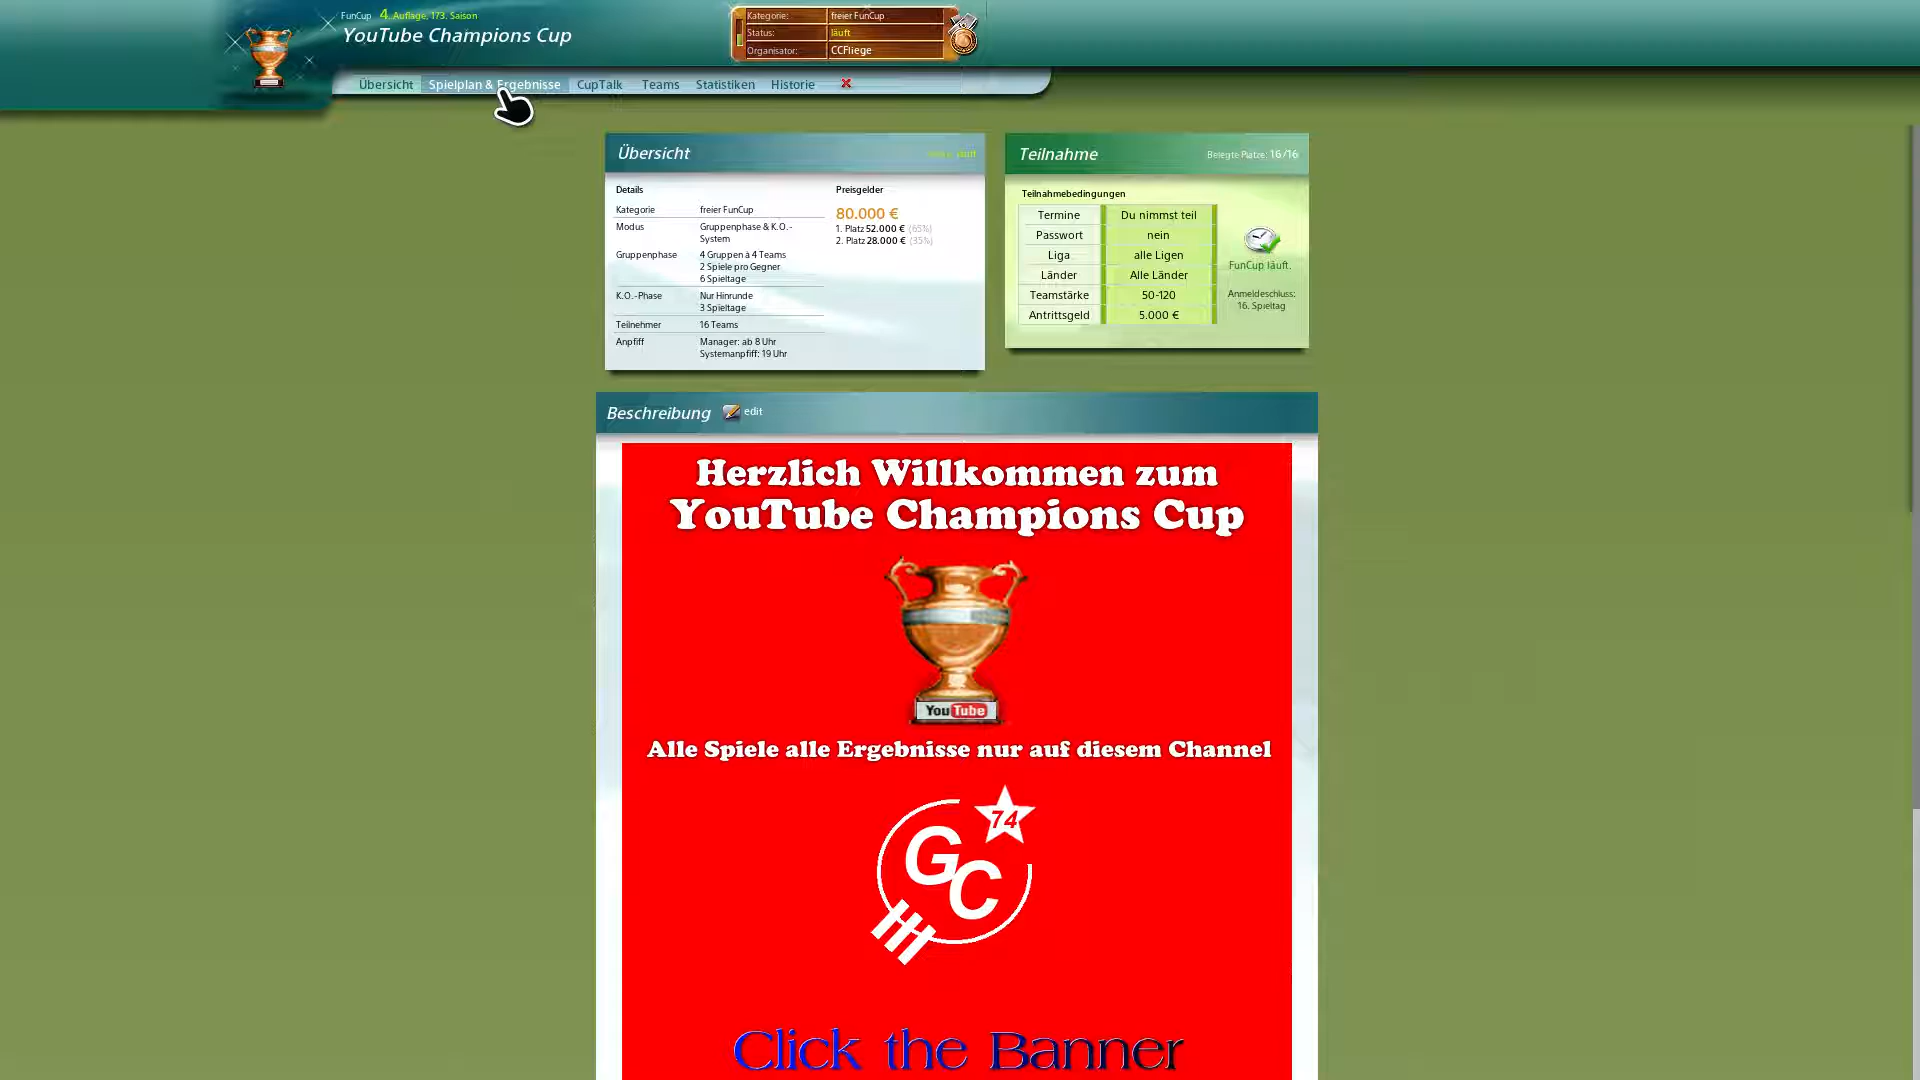 FunCup 4. Auflage, 173. Saison
YouTube Champions Cup
Kategorie: freier FunCup
Status: läuft
Organisator: CCFliege
Übersicht Spielplan & Ergebnisse CupTalk Teams Statistiken Historie
Übersicht
läuft
Details
Kategorie freier FunCup
Modus Gruppenphase & K.O.-
System
Gruppenphase 4 Gruppen à 4 Teams
2 Spiele pro Gegner
6 Spieltage
K.O.-Phase Nur Hinrunde
3 Spieltage
Teilnehmer 16 Teams
Anpfiff Manager: ab 8 Uhr
Systemanpfiff: 19 Uhr
Preisgelder
80.000 €
1. Platz 52.000 € (65%)
2. Platz 28.000 € (35%)
Teilnahme Belegte Plätze: 16/16
Teilnahmebedingungen
Termine Du nimmst teil
Passwort nein
Liga alle Ligen
Länder Alle Länder
Teamstärke 50-120
Antrittsgeld 5.000 €
FunCup läuft.
Anmeldeschluss:
16. Spieltag
Beschreibung edit
Herzlich Willkommen zum
YouTube Champions Cup
YouTube
Alle Spiele alle Ergebnisse nur auf diesem Channel
74
GC
Click the Banner